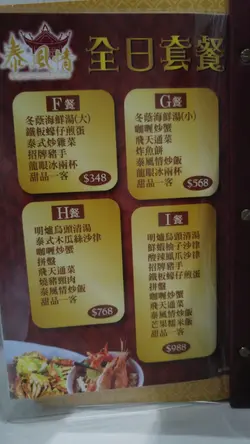 泰月情
全日套餐
F餐
冬蔭海鮮湯(大)
鐵板蠔仔煎蛋
泰式炒雜菜
招牌豬手
龍眼冰兩杯
甜品一客
$348
G餐
冬蔭海鮮湯(小)
咖喱炒蟹
飛天通菜
炸魚餅
泰風情炒飯
龍眼冰兩杯
甜品一客
$568
H餐
明爐烏頭清湯
泰式木瓜絲沙律
咖喱炒蟹
拼盤
飛天通菜
燒豬頸肉
泰風情炒飯
甜品一客
$768
I餐
明爐烏頭清湯
鮮蝦柚子沙律
酸辣鳳爪沙律
招牌豬手
鐵板蠔仔煎蛋
拼盤
咖喱炒蟹
飛天通菜
泰風情炒飯
芒果糯米飯
甜品一客
$988